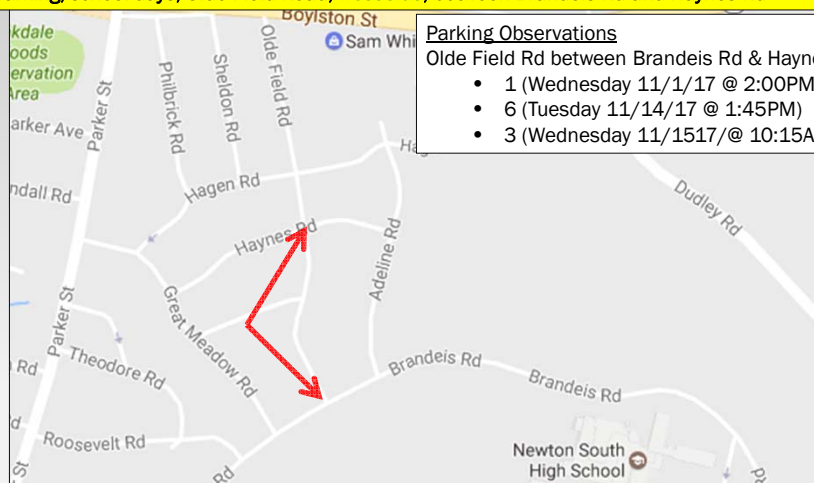 Boylston St
Sam Whi
Parking Observations
Olde Field Rd between Brandeis Rd & Hayne
• 1 (Wednesday 11/1/17 @ 2:00PM
• 6 (Tuesday 11/14/17 @ 1:45PM)
• 3 (Wednesday 11/1517/@ 10:15A
kdale
oods
ervation
Area
Parker St
Philbrick Rd
Sheldon Rd
Olde Field Rd
arker Ave
Hag
ndall Rd
Hagen Rd
Dudley Rd
Haynes Rd
Adeline Rd
Great Meadow Rd
Parker St
Theodore Rd
Rd
Brandeis Rd
Brandeis Rd
d
Roosevelt Rd
Newton South
High School
St
Rd